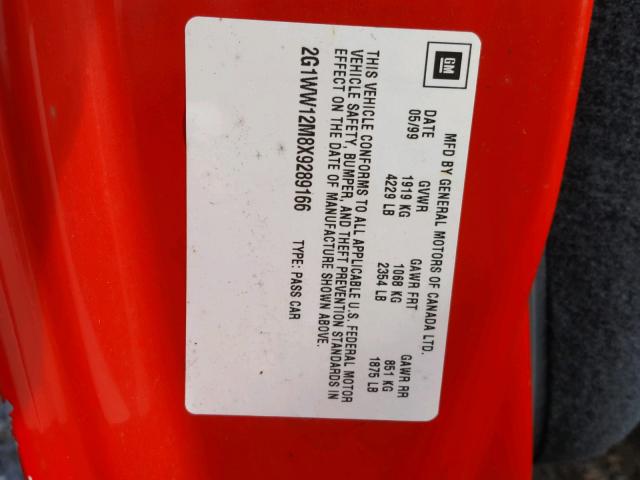 GM
MFD BY GENERAL MOTORS OF CANADA LTD.
DATE GVWR GAWR FRT GAWR RR
05/99 1919 KG 1068 KG 851 KG
4229 LB 2354 LB 1875 LB
THIS VEHICLE CONFORMS TO ALL APPLICABLE U.S. FEDERAL MOTOR
VEHICLE SAFETY, BUMPER, AND THEFT PREVENTION STANDARDS IN
EFFECT ON THE DATE OF MANUFACTURE SHOWN ABOVE.
2G1WW12M8X9289166 TYPE: PASS CAR